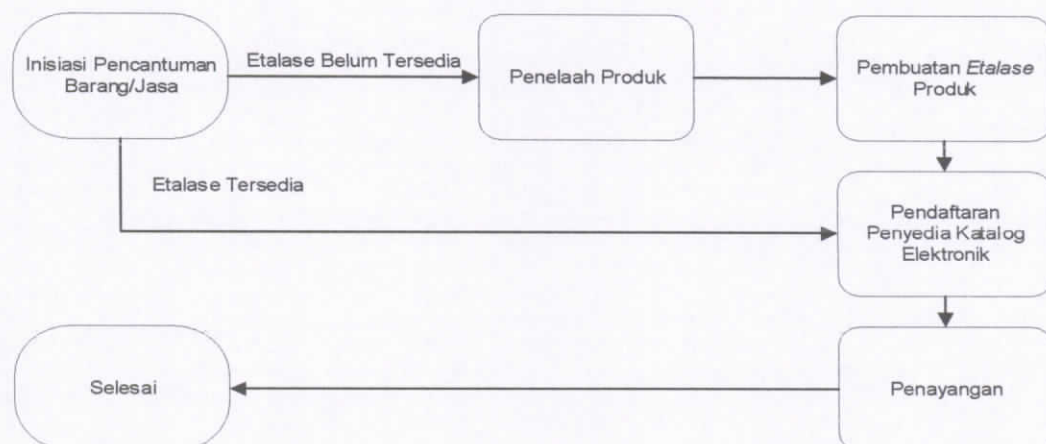 Inisiasi Pencantuman
Barang/Jasa
Etalase Belum Tersedia
Penelaah Produk
Pembuatan Etalase
Produk
Etalase Tersedia
Pendaftaran
Penyedia Katalog
Elektronik
Selesai
Penayangan